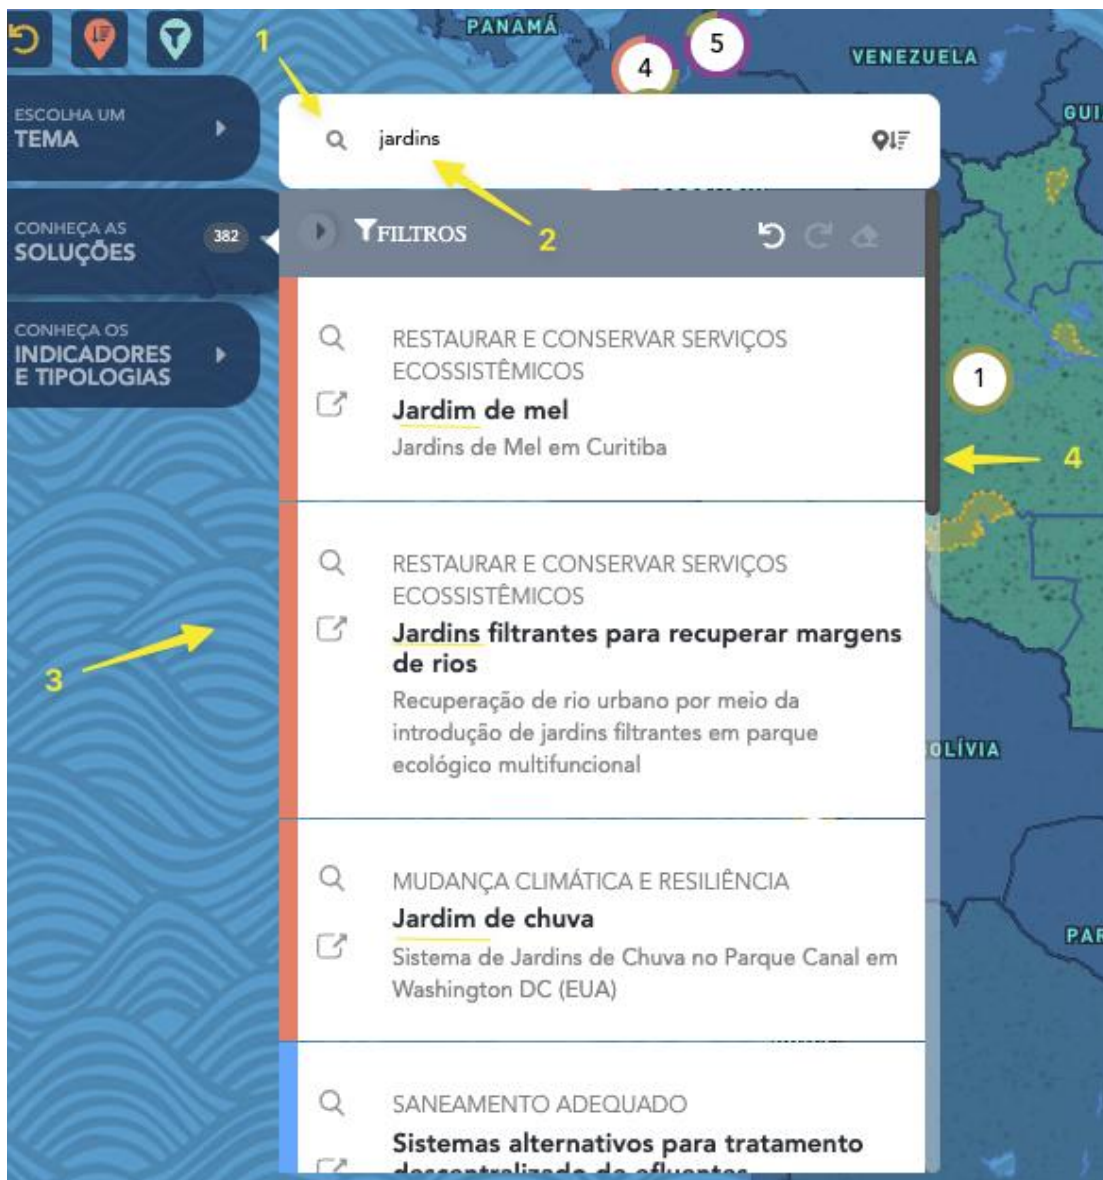 PANAMÁ
5
4
VENEZUELA
1
ESCOLHA UM
TEMA
jardins
GUI
CONHEÇA AS
SOLUÇÕES
382
FILTROS
2
CONHEÇA OS
INDICADORES
E TIPOLOGIAS
RESTAURAR E CONSERVAR SERVIÇOS
ECOSSISTÊMICOS
Jardim de mel
Jardins de Mel em Curitiba
1
4
RESTAURAR E CONSERVAR SERVIÇOS
ECOSSISTÊMICOS
Jardins filtrantes para recuperar margens
de rios
Recuperação de rio urbano por meio da
introdução de jardins filtrantes em parque
ecológico multifuncional
3
OLÍVIA
MUDANÇA CLIMÁTICA E RESILIÊNCIA
Jardim de chuva
Sistema de Jardins de Chuva no Parque Canal em
Washington DC (EUA)
PAR
SANEAMENTO ADEQUADO
Sistemas alternativos para tratamento
descentralizado de efluentes